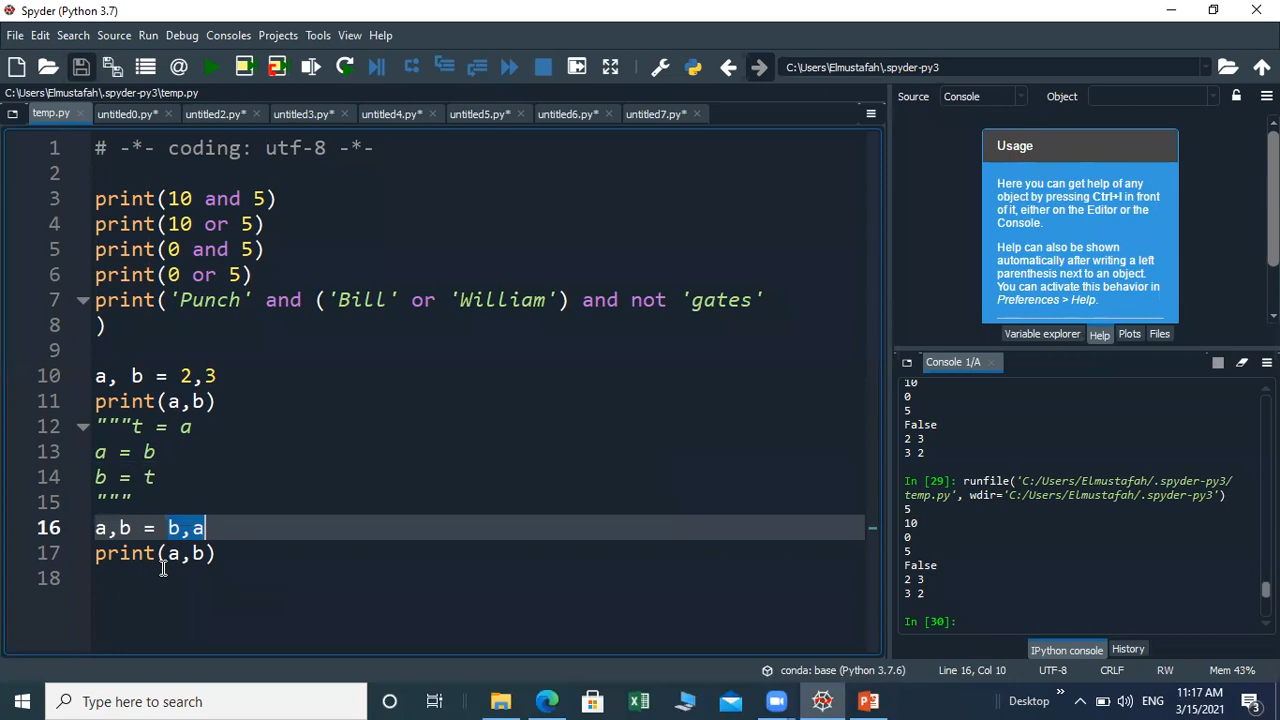 Spyder (Python 3.7)
File Edit Search Source Run Debug Consoles Projects Tools View Help
C:\Users\Elmustafah\.spyder-py3
C:\Users\Elmustafah\.spyder-py3\temp.py
temp.py untitled0.py* untitled2.py* untitled3.py* untitled4.py* untitled5.py* untitled6.py* untitled7.py*
1 # -*- coding: utf-8 -*-
2
3 print(10 and 5)
4 print(10 or 5)
5 print(0 and 5)
6 print(0 or 5)
7 print('Punch' and ('Bill' or 'William') and not 'gates'
8 )
9
10 a, b = 2,3
11 print(a,b)
12 """t = a
13 a = b
14 b = t
15 """
16 a,b = b,a
17 print(a,b)
18
Source Console Object
Usage
Here you can get help of any
object by pressing Ctrl+I in front
of it, either on the Editor or the
Console.
Help can also be shown
automatically after writing a left
parenthesis next to an object.
You can activate this behavior in
Preferences > Help.
Variable explorer Help Plots Files
Console 1/A
10
0
5
False
2 3
3 2
In [29]: runfile('C:/Users/Elmustafah/.spyder-py3/
temp.py', wdir='C:/Users/Elmustafah/.spyder-py3')
5
10
0
5
False
2 3
3 2
In [30]:
IPython console History
conda: base (Python 3.7.6) Line 16, Col 10 UTF-8 CRLF RW Mem 43%
Type here to search
Desktop ENG 11:17 AM
3/15/2021
3